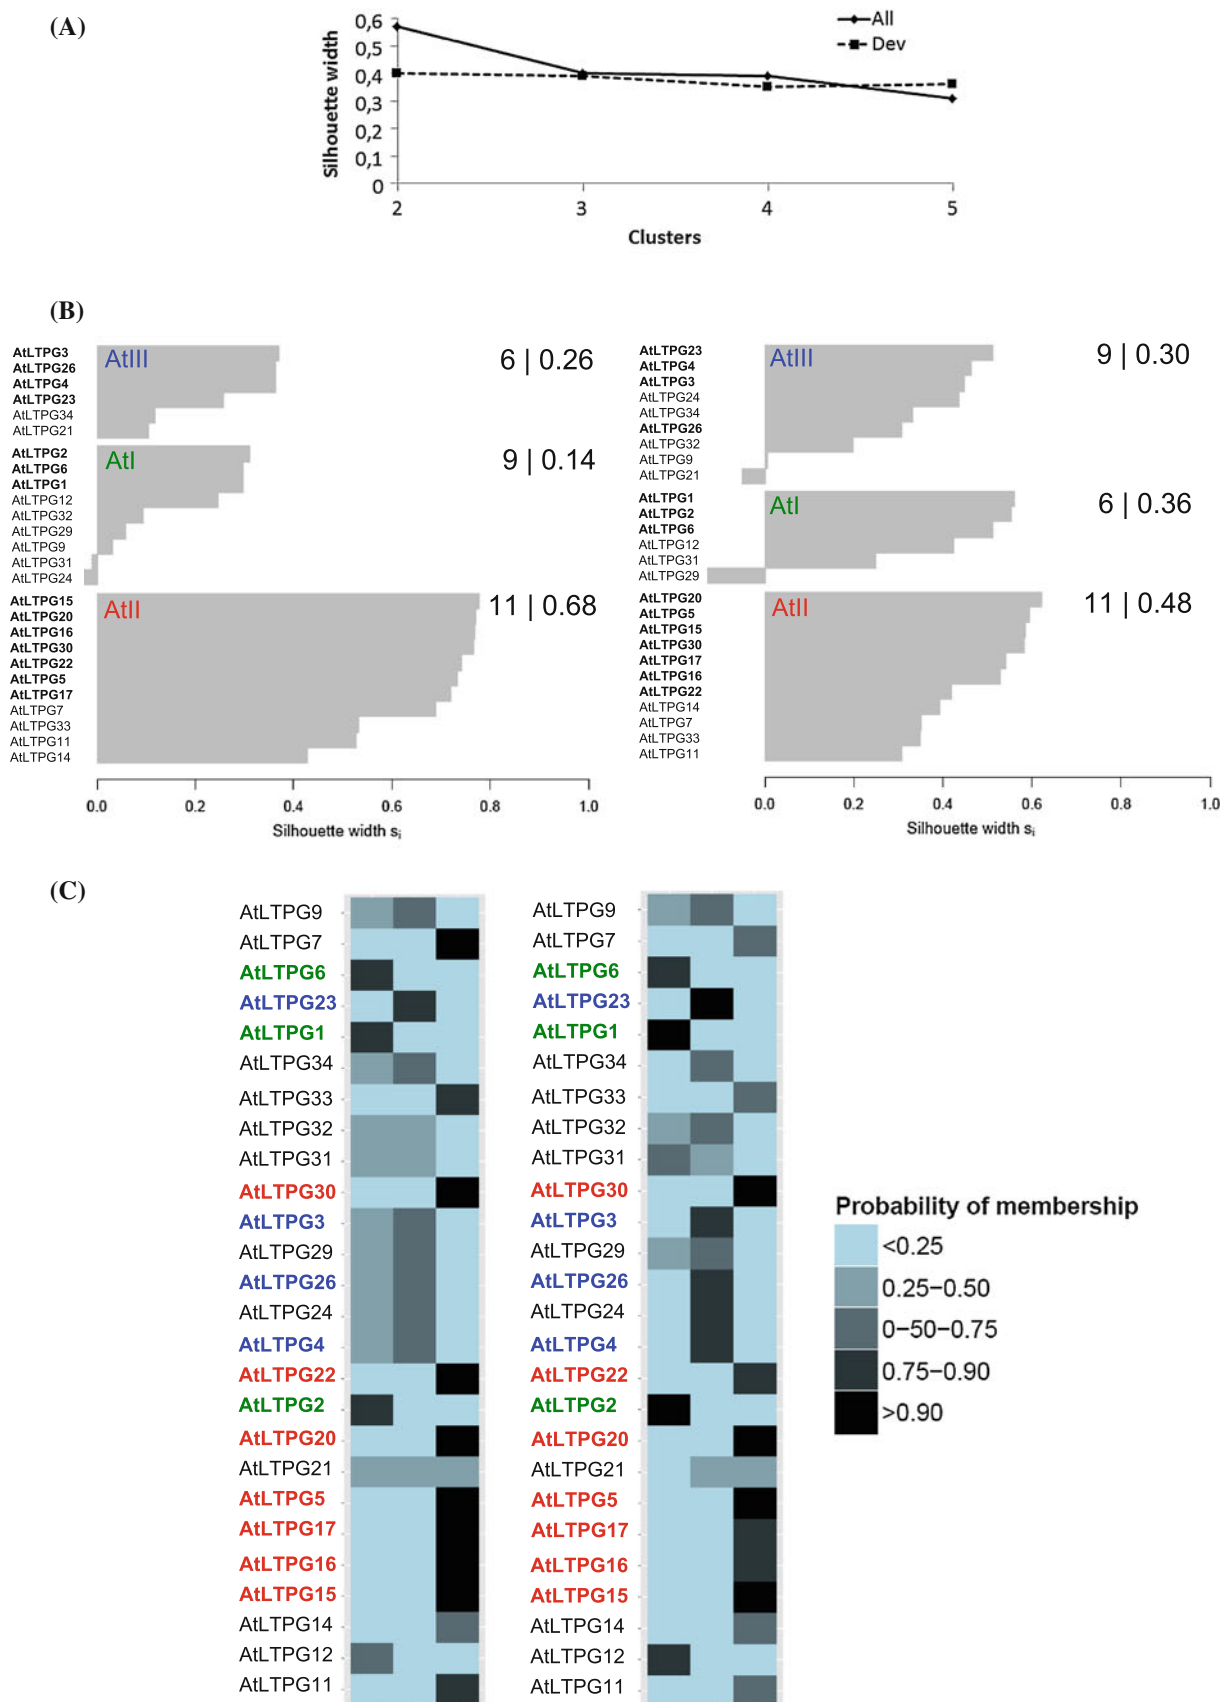 (A)
0,6
0,5
0,4
0,3
0,2
0,1
0
Silhouette width
2 3 4 5
Clusters
All
Dev
(B)
AtLTPG3
AtLTPG26
AtLTPG4
AtLTPG23
AtLTPG34
AtLTPG21
AtIII
6 | 0.26
AtLTPG2
AtLTPG6
AtLTPG1
AtLTPG12
AtLTPG32
AtLTPG29
AtLTPG9
AtLTPG31
AtLTPG24
AtI
9 | 0.14
AtLTPG15
AtLTPG20
AtLTPG16
AtLTPG30
AtLTPG22
AtLTPG5
AtLTPG17
AtLTPG7
AtLTPG33
AtLTPG11
AtLTPG14
AtII
11 | 0.68
0.0 0.2 0.4 0.6 0.8 1.0
Silhouette width si
AtLTPG23
AtLTPG4
AtLTPG3
AtLTPG24
AtLTPG34
AtLTPG26
AtLTPG32
AtLTPG9
AtLTPG21
AtIII
9 | 0.30
AtLTPG1
AtLTPG2
AtLTPG6
AtLTPG12
AtLTPG31
AtLTPG29
AtI
6 | 0.36
AtLTPG20
AtLTPG5
AtLTPG15
AtLTPG30
AtLTPG17
AtLTPG16
AtLTPG22
AtLTPG14
AtLTPG7
AtLTPG33
AtLTPG11
AtII
11 | 0.48
0.0 0.2 0.4 0.6 0.8 1.0
Silhouette width si
(C)
AtLTPG9
AtLTPG7
AtLTPG6
AtLTPG23
AtLTPG1
AtLTPG34
AtLTPG33
AtLTPG32
AtLTPG31
AtLTPG30
AtLTPG3
AtLTPG29
AtLTPG26
AtLTPG24
AtLTPG4
AtLTPG22
AtLTPG2
AtLTPG20
AtLTPG21
AtLTPG5
AtLTPG17
AtLTPG16
AtLTPG15
AtLTPG14
AtLTPG12
AtLTPG11
AtLTPG9
AtLTPG7
AtLTPG6
AtLTPG23
AtLTPG1
AtLTPG34
AtLTPG33
AtLTPG32
AtLTPG31
AtLTPG30
AtLTPG3
AtLTPG29
AtLTPG26
AtLTPG24
AtLTPG4
AtLTPG22
AtLTPG2
AtLTPG20
AtLTPG21
AtLTPG5
AtLTPG17
AtLTPG16
AtLTPG15
AtLTPG14
AtLTPG12
AtLTPG11
Probability of membership
<0.25
0.25–0.50
0–50–0.75
0.75–0.90
>0.90